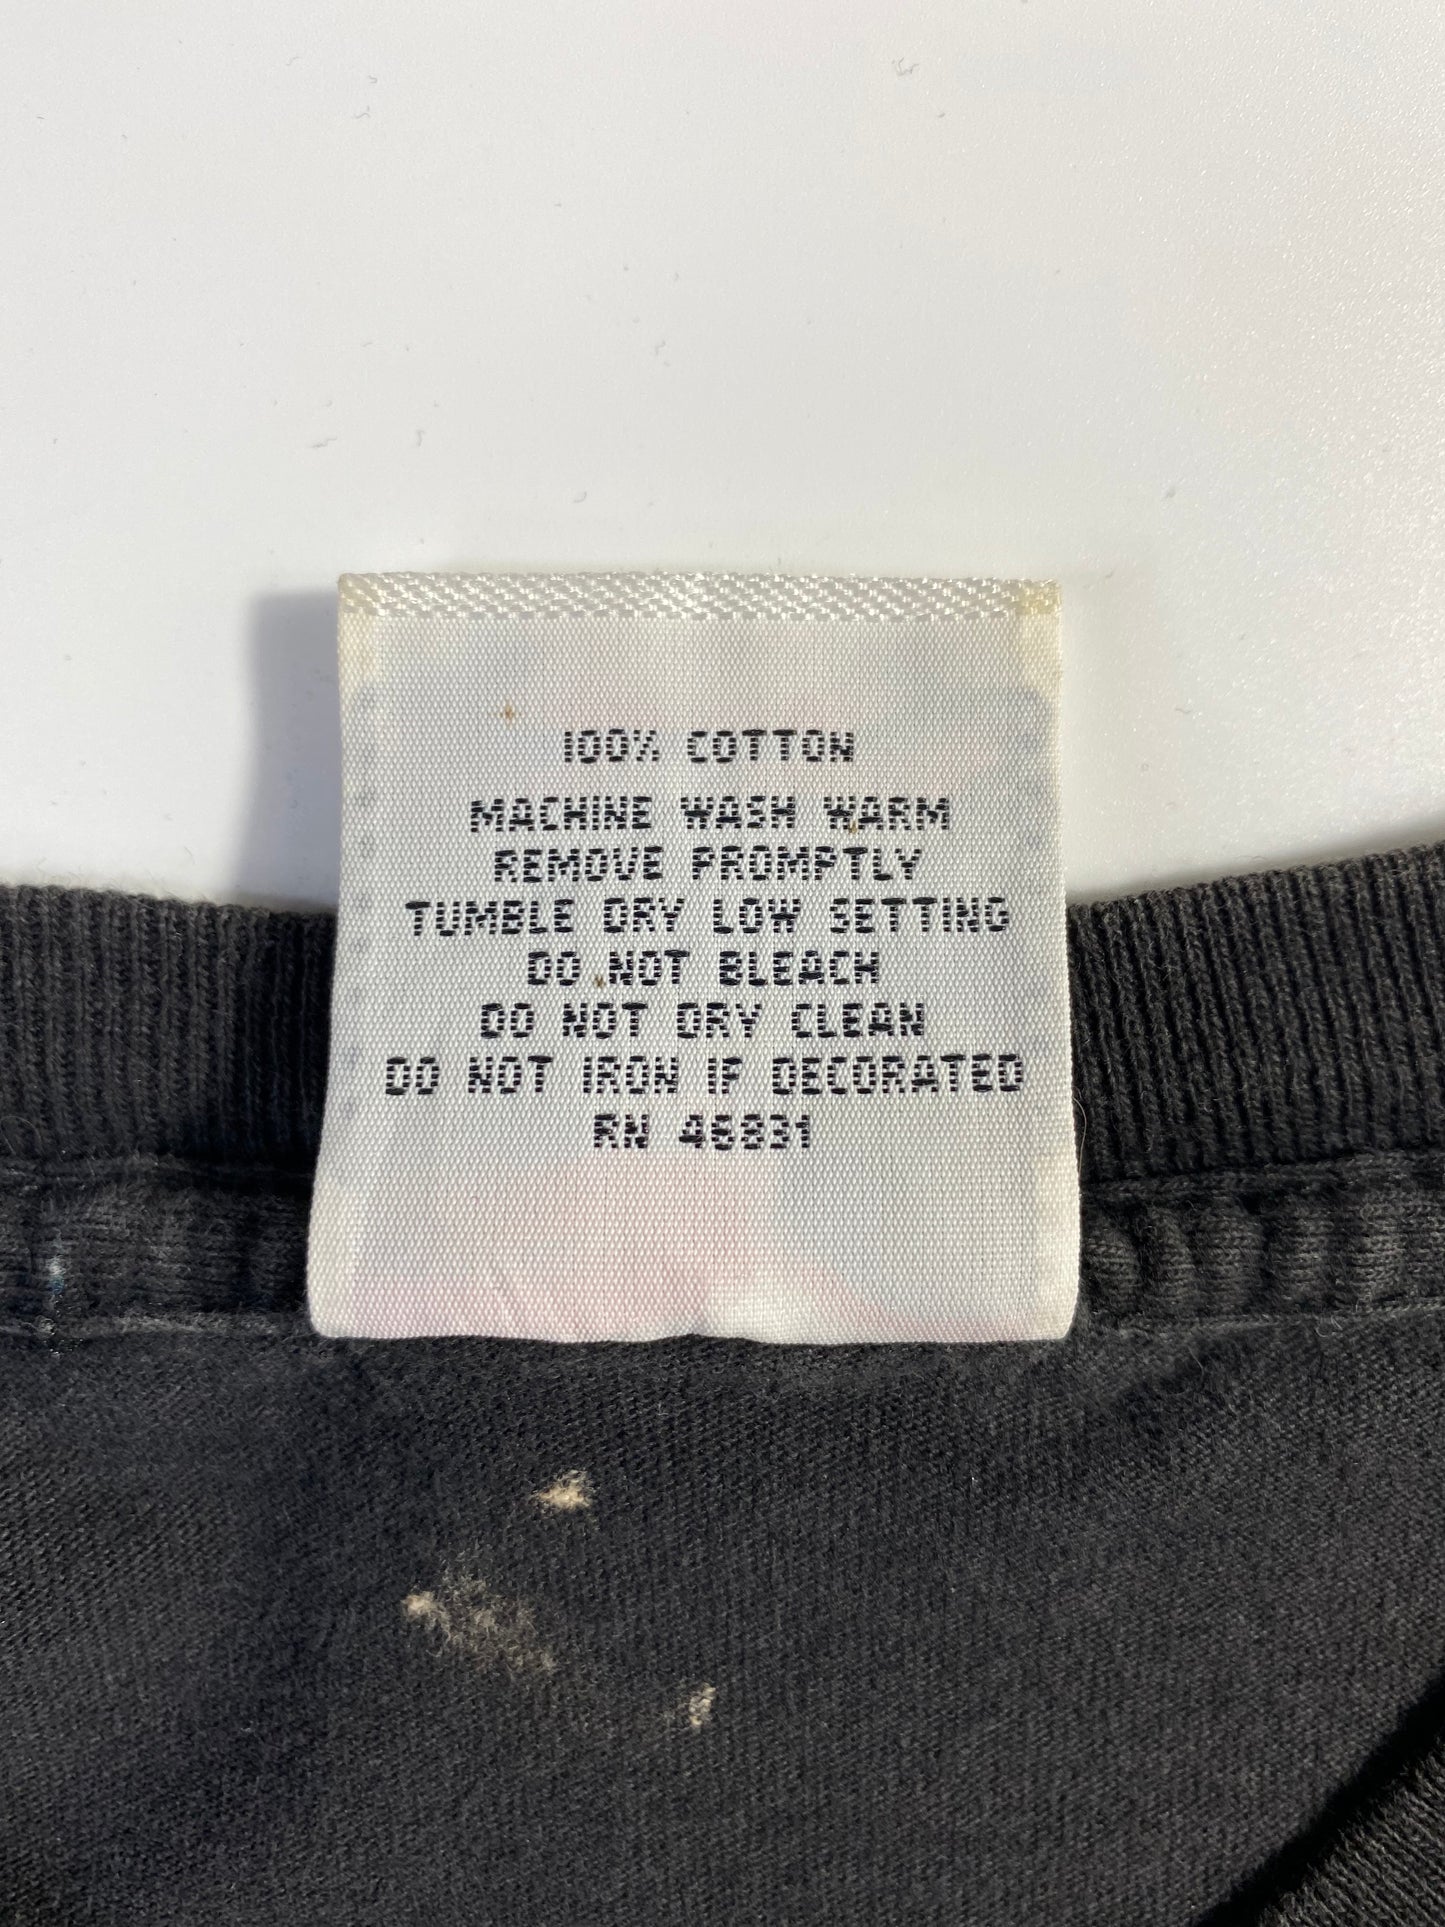 100% COTTON
MACHINE WASH WARM
REMOVE PROMPTLY
TUMBLE DRY LOW SETTING
DO NOT BLEACH
DO NOT DRY CLEAN
DO NOT IRON IF DECORATED
RN 46831